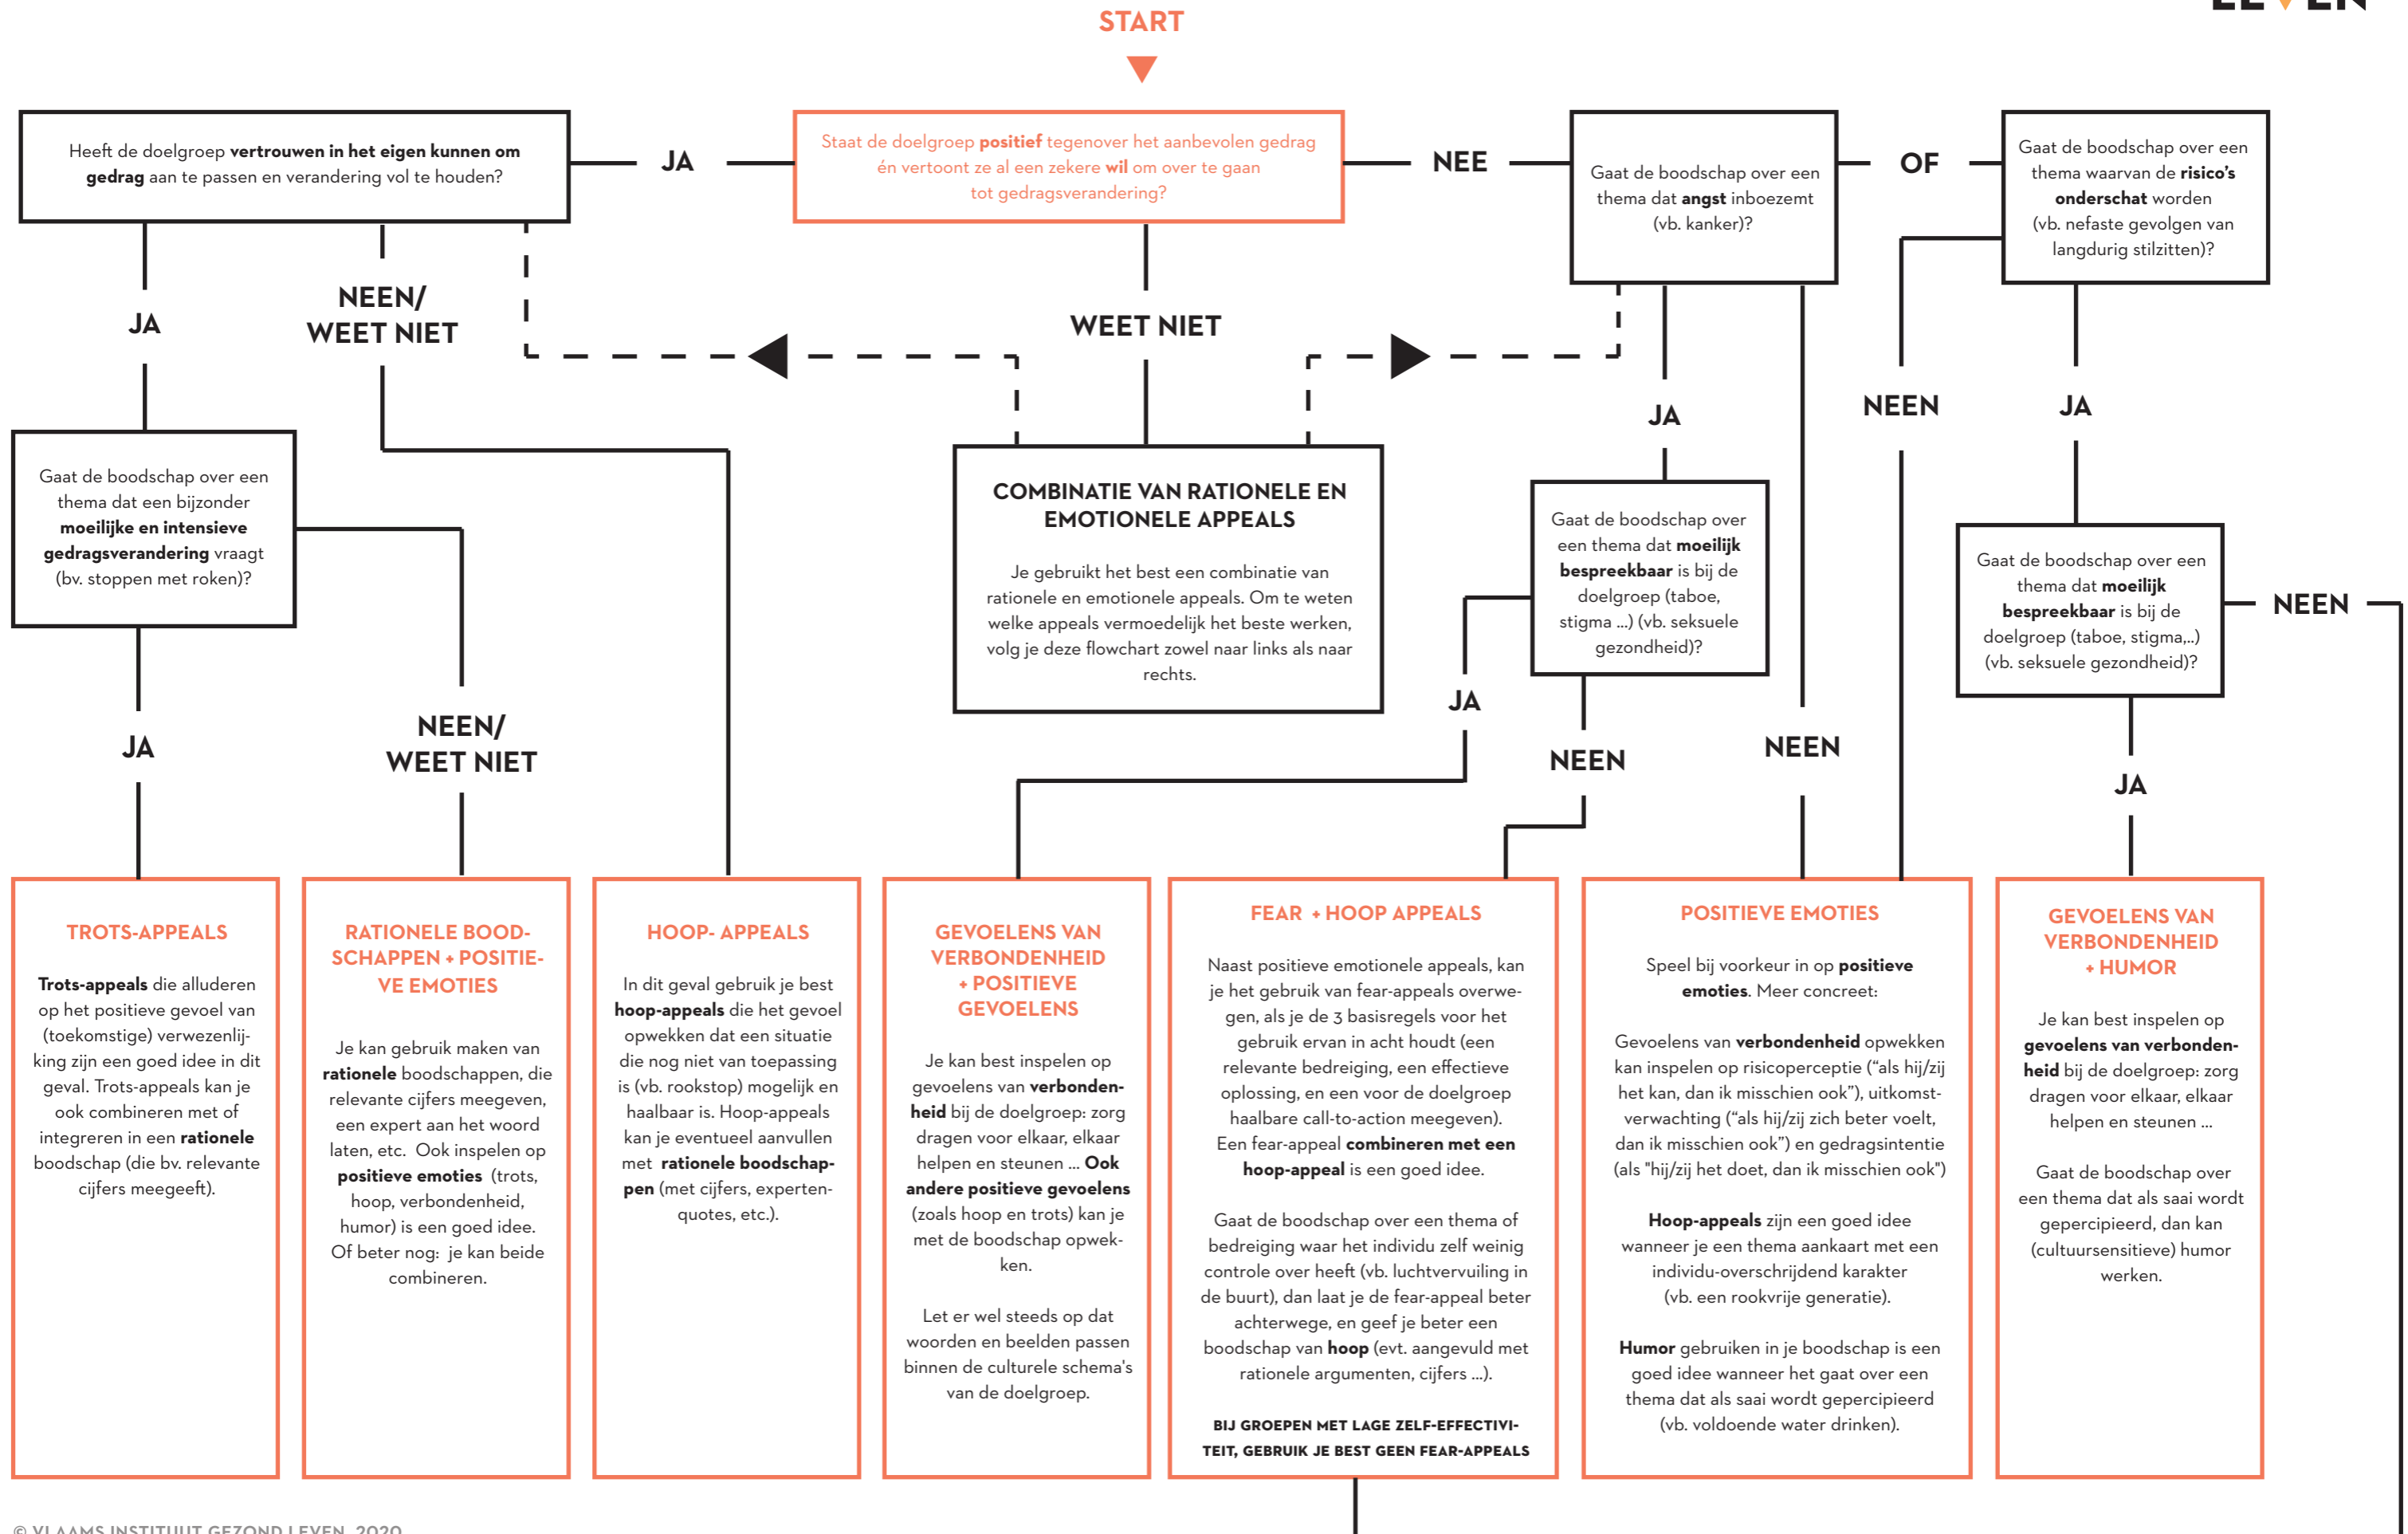 START
Heeft de doelgroep vertrouwen in het eigen kunnen om
gedrag aan te passen en verandering vol te houden?
JA
Staat de doelgroep positief tegenover het aanbevolen gedrag
én vertoont ze al een zekere wil om over te gaan
tot gedragsverandering?
NEE
Gaat de boodschap over een
thema dat angst inboezemt
(vb. kanker)?
OF
Gaat de boodschap over een
thema waarvan de risico's
onderschat worden
(vb. nefaste gevolgen van
langdurig stilzitten)?
JA
NEEN/
WEET NIET
WEET NIET
JA
NEEN
JA
Gaat de boodschap over een
thema dat een bijzonder
moeilijke en intensieve
gedragsverandering vraagt
(bv. stoppen met roken)?
COMBINATIE VAN RATIONELE EN
EMOTIONELE APPEALS
Je gebruikt het best een combinatie van
rationele en emotionele appeals. Om te weten
welke appeals vermoedelijk het beste werken,
volg je deze flowchart zowel naar links als naar
rechts.
Gaat de boodschap over
een thema dat moeilijk
bespreekbaar is bij de
doelgroep (taboe,
stigma ...) (vb. seksuele
gezondheid)?
Gaat de boodschap over een
thema dat moeilijk
bespreekbaar is bij de
doelgroep (taboe, stigma,..)
(vb. seksuele gezondheid)?
NEEN
JA
NEEN/
WEET NIET
JA
NEEN
NEEN
JA
TROTS-APPEALS
Trots-appeals die alluderen
op het positieve gevoel van
(toekomstige) verwezenlij-
king zijn een goed idee in dit
geval. Trots-appeals kan je
ook combineren met of
integreren in een rationele
boodschap (die bv. relevante
cijfers meegeeft).
RATIONELE BOOD-
SCHAPPEN + POSITIE-
VE EMOTIES
Je kan gebruik maken van
rationele boodschappen, die
relevante cijfers meegeven,
een expert aan het woord
laten, etc. Ook inspelen op
positieve emoties (trots,
hoop, verbondenheid,
humor) is een goed idee.
Of beter nog: je kan beide
combineren.
HOOP- APPEALS
In dit geval gebruik je best
hoop-appeals die het gevoel
opwekken dat een situatie
die nog niet van toepassing
is (vb. rookstop) mogelijk en
haalbaar is. Hoop-appeals
kan je eventueel aanvullen
met rationele boodschap-
pen (met cijfers, experten-
quotes, etc.).
GEVOELENS VAN
VERBONDENHEID
+ POSITIEVE
GEVOELENS
Je kan best inspelen op
gevoelens van verbonden-
heid bij de doelgroep: zorg
dragen voor elkaar, elkaar
helpen en steunen ... Ook
andere positieve gevoelens
(zoals hoop en trots) kan je
met de boodschap opwek-
ken.
Let er wel steeds op dat
woorden en beelden passen
binnen de culturele schema's
van de doelgroep.
FEAR + HOOP APPEALS
Naast positieve emotionele appeals, kan
je het gebruik van fear-appeals overwe-
gen, als je de 3 basisregels voor het
gebruik ervan in acht houdt (een
relevante bedreiging, een effectieve
oplossing, en een voor de doelgroep
haalbare call-to-action meegeven).
Een fear-appeal combineren met een
hoop-appeal is een goed idee.
Gaat de boodschap over een thema of
bedreiging waar het individu zelf weinig
controle over heeft (vb. luchtvervuiling in
de buurt), dan laat je de fear-appeal beter
achterwege, en geef je beter een
boodschap van hoop (evt. aangevuld met
rationele argumenten, cijfers ...).
BIJ GROEPEN MET LAGE ZELF-EFFECTIVI-
TEIT, GEBRUIK JE BEST GEEN FEAR-APPEALS
POSITIEVE EMOTIES
Speel bij voorkeur in op positieve
emoties. Meer concreet:
Gevoelens van verbondenheid opwekken
kan inspelen op risicoperceptie (“als hij/zij
het kan, dan ik misschien ook”), uitkomst-
verwachting (“als hij/zij zich beter voelt,
dan ik misschien ook”) en gedragsintentie
(als "hij/zij het doet, dan ik misschien ook")
Hoop-appeals zijn een goed idee
wanneer je een thema aankaart met een
individu-overschrijdend karakter
(vb. een rookvrije generatie).
Humor gebruiken in je boodschap is een
goed idee wanneer het gaat over een
thema dat als saai wordt gepercipieerd
(vb. voldoende water drinken).
GEVOELENS VAN
VERBONDENHEID
+ HUMOR
Je kan best inspelen op
gevoelens van verbonden-
heid bij de doelgroep: zorg
dragen voor elkaar, elkaar
helpen en steunen ...
Gaat de boodschap over
een thema dat als saai wordt
gepercipieerd, dan kan
(cultuursensitieve) humor
werken.
© VLAAMS INSTITUUT GEZOND LEVEN, 2020